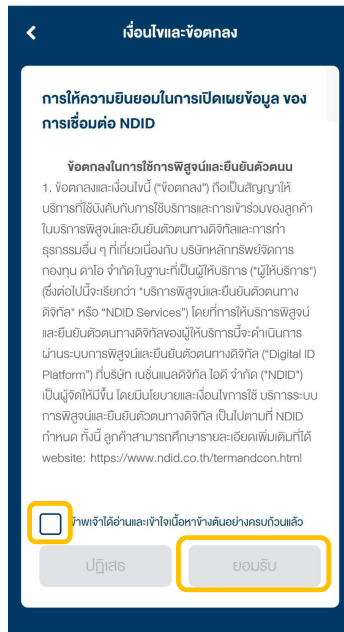 เงื่อนไขและข้อตกลง
การให้ความยินยอมในการเปิดเผยข้อมูล ของ
การเชื่อมต่อ NDID
ข้อตกลงในการใช้การพิสูจน์และยืนยันตัวตนน
1. ข้อตกลงและเงื่อนไขนี้ ("ข้อตกลง") ถือเป็นสัญญาให้
บริการที่ใช้บังคับกับการใช้บริการและการเข้าร่วมของลูกค้า
ในบริการพิสูจน์และยืนยันตัวตนทางดิจิทัลและการทำ
ธุรกรรมอื่น ๆ ที่เกี่ยวเนื่องกับ บริษัทหลักทรัพย์จัดการ
กองทุน ดาโอ จำกัดในฐานะที่เป็นผู้ให้บริการ ("ผู้ให้บริการ")
(ซึ่งต่อไปนี้จะเรียกว่า "บริการพิสูจน์และยืนยันตัวตนทาง
ดิจิทัล" หรือ "NDID Services") โดยที่การให้บริการพิสูจน์
และยืนยันตัวตนทางดิจิทัลของผู้ให้บริการนี้จะดำเนินการ
ผ่านระบบการพิสูจน์และยืนยันตัวตนทางดิจิทัล ("Digital ID
Platform") ที่บริษัท เนชั่นแนลดิจิทัล ไอดี จำกัด ("NDID")
เป็นผู้จัดให้มีขึ้น โดยมีนโยบายและเงื่อนไขการใช้ บริการระบบ
การพิสูจน์และยืนยันตัวตนทางดิจิทัล เป็นไปตามที่ NDID
กำหนด ทั้งนี้ ลูกค้าสามารถศึกษารายละเอียดเพิ่มเติมที่ได้
website: https://www.ndid.co.th/termandcon.html
ข้าพเจ้าได้อ่านและเข้าใจเนื้อหาข้างต้นอย่างครบถ้วนแล้ว
ปฏิเสธ ยอมรับ